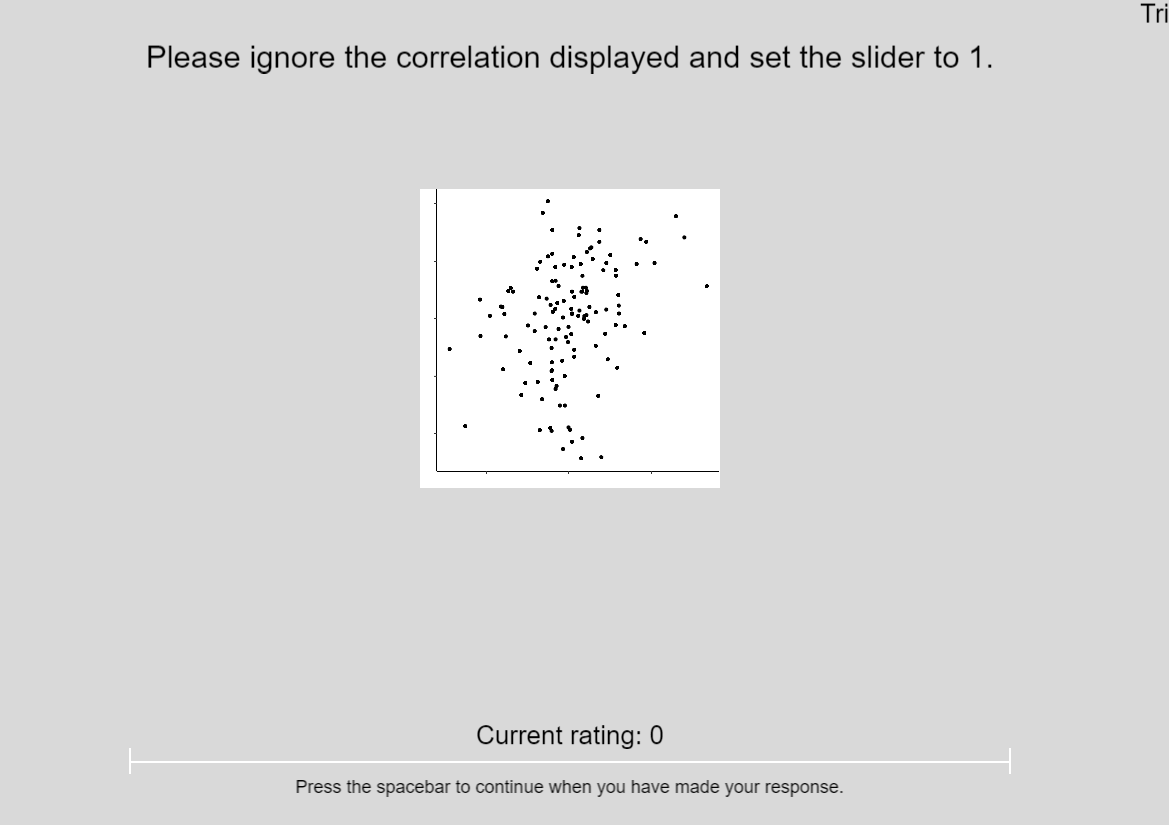 Please ignore the correlation displayed and set the slider to 1.
Current rating: 0
Press the spacebar to continue when you have made your response.